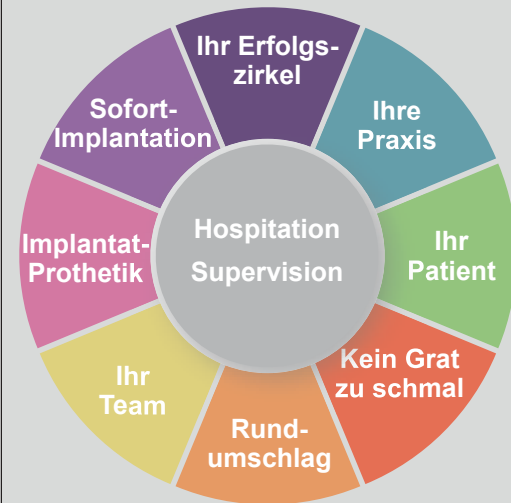 Ihr Erfolgs-
zirkel
Ihre
Praxis
Ihr
Patient
Kein Grat
zu schmal
Rund-
umschlag
Ihr
Team
Implantat-
Prothetik
Sofort-
Implantation
Hospitation
Supervision